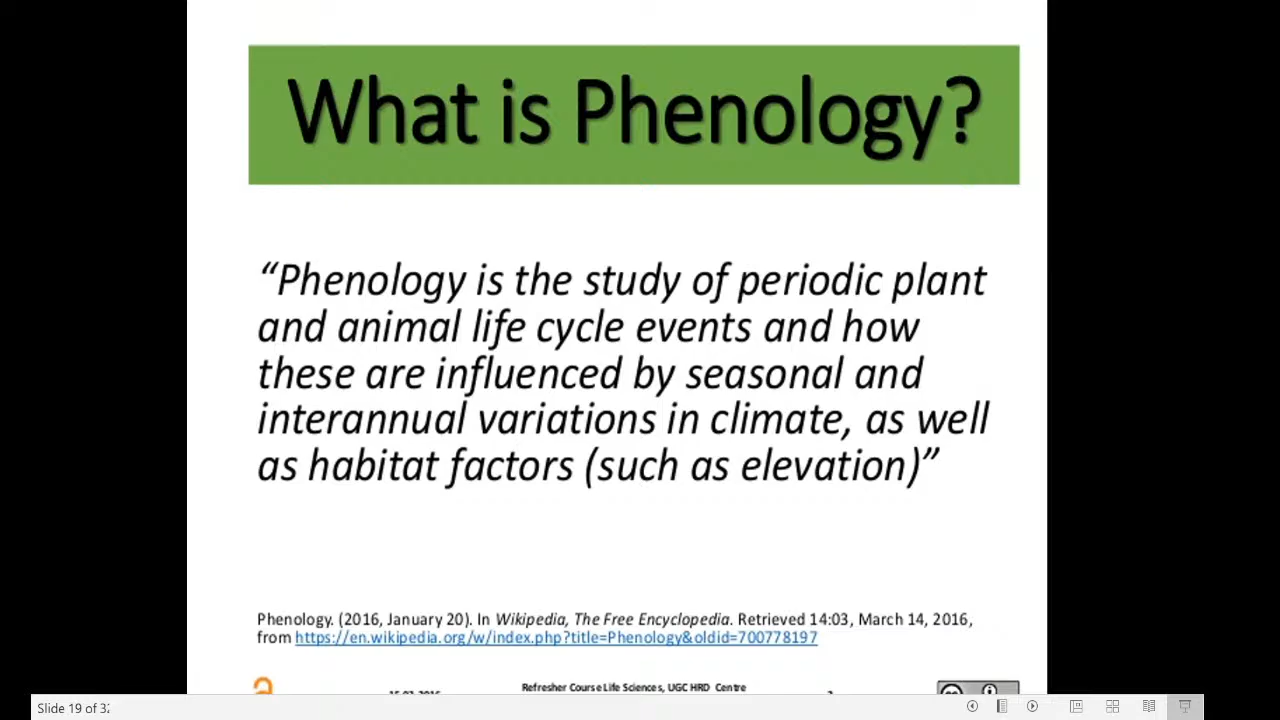 What is Phenology?
“Phenology is the study of periodic plant
and animal life cycle events and how
these are influenced by seasonal and
interannual variations in climate, as well
as habitat factors (such as elevation)”
Phenology. (2016, January 20). In Wikipedia, The Free Encyclopedia. Retrieved 14:03, March 14, 2016,
from https://en.wikipedia.org/w/index.php?title=Phenology&oldid=700778197
Refresher Course Life Sciences, UGC HRD Centre
Slide 19 of 32